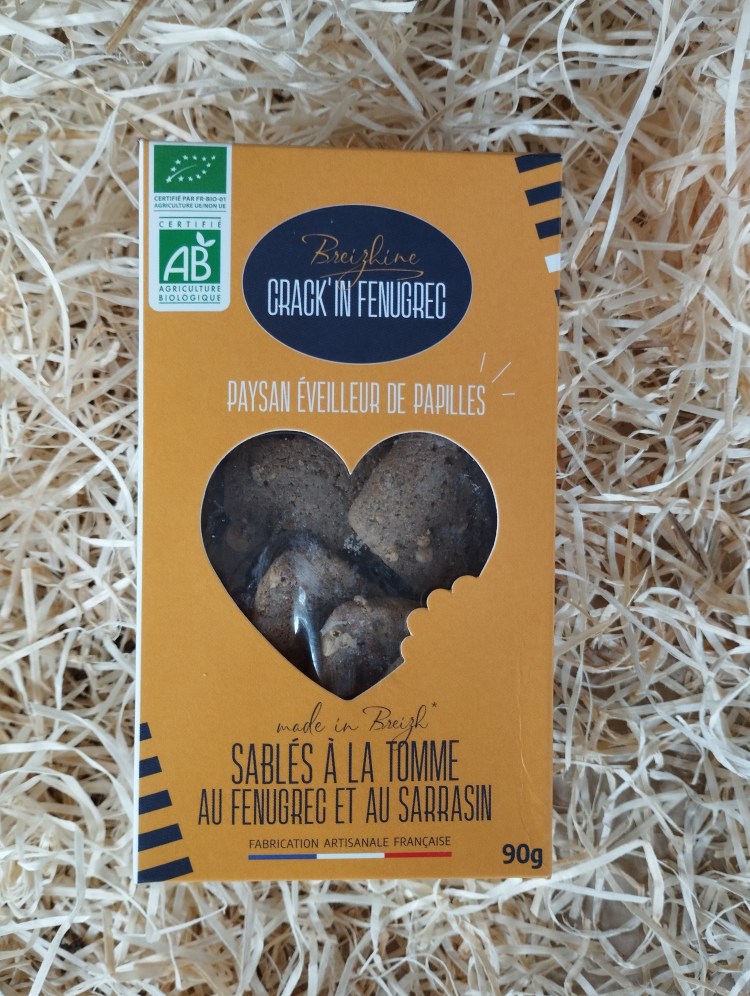 CERTIFIÉ PAR FR-BIO-01
AGRICULTURE UE/NON UE
CERTIFIÉ
AB
AGRICULTURE
BIOLOGIQUE
Breizhine
CRACK'IN FENUGREC
PAYSAN ÉVEILLEUR DE PAPILLES
made in Breizh*
SABLÉS À LA TOMME
AU FENUGREC ET AU SARRASIN
FABRICATION ARTISANALE FRANÇAISE
90g